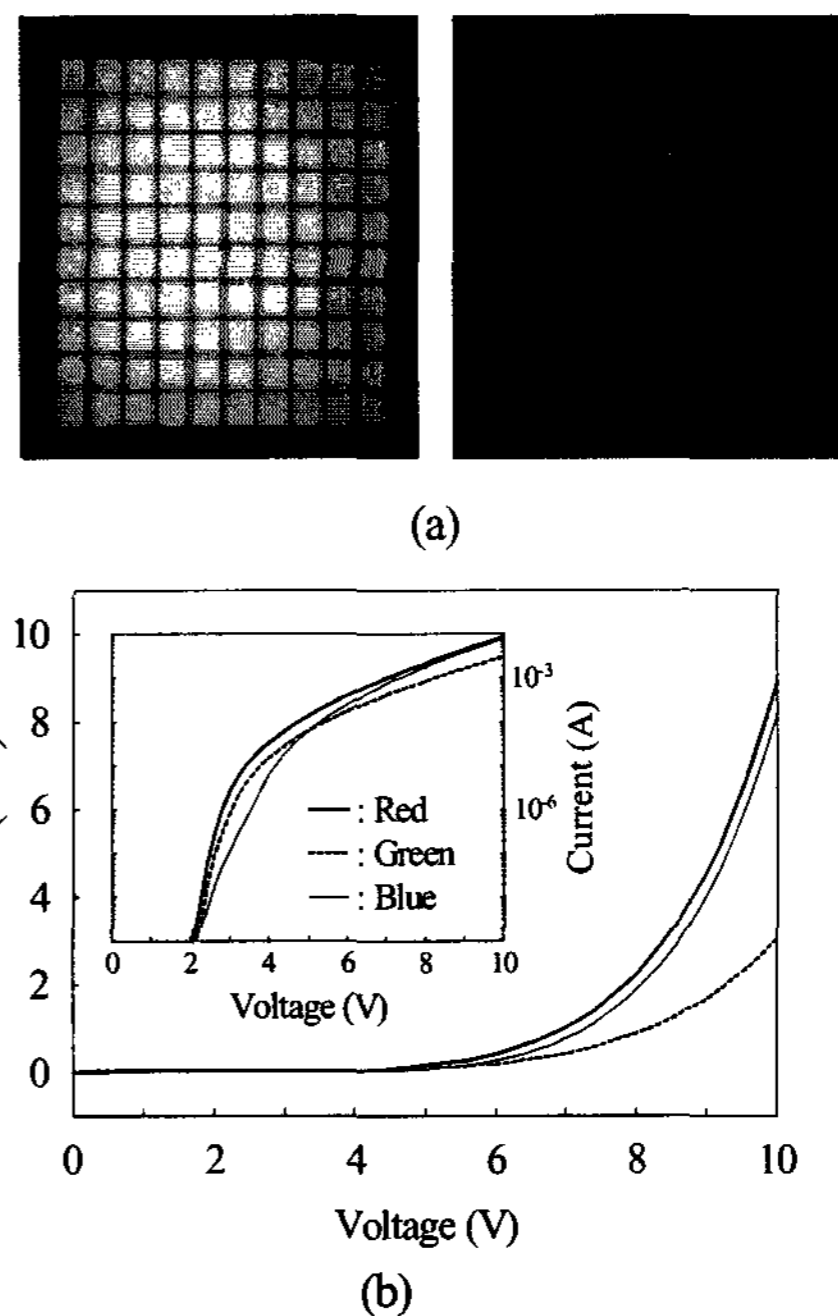 (a)
10
8
6
4
2
0
10⁻³
10⁻⁶
Current (A)
: Red
: Green
: Blue
0 2 4 6 8 10
Voltage (V)
0 2 4 6 8 10
Voltage (V)
(b)